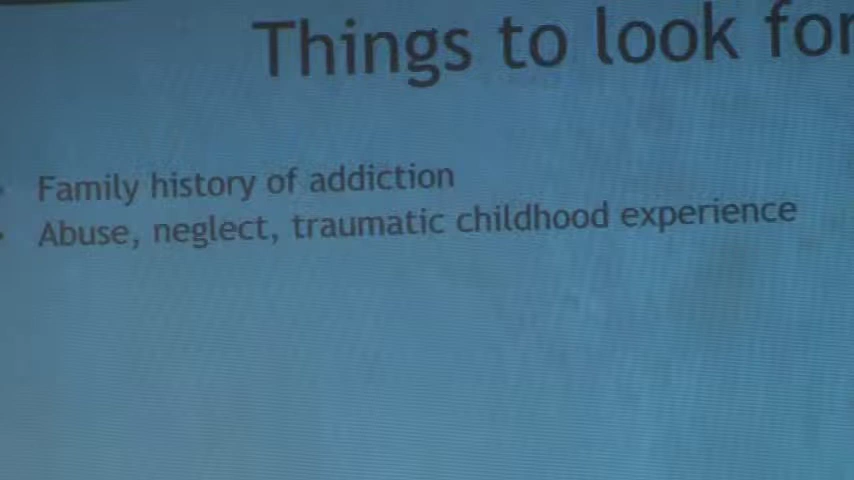 Things to look for
Family history of addiction
Abuse, neglect, traumatic childhood experience